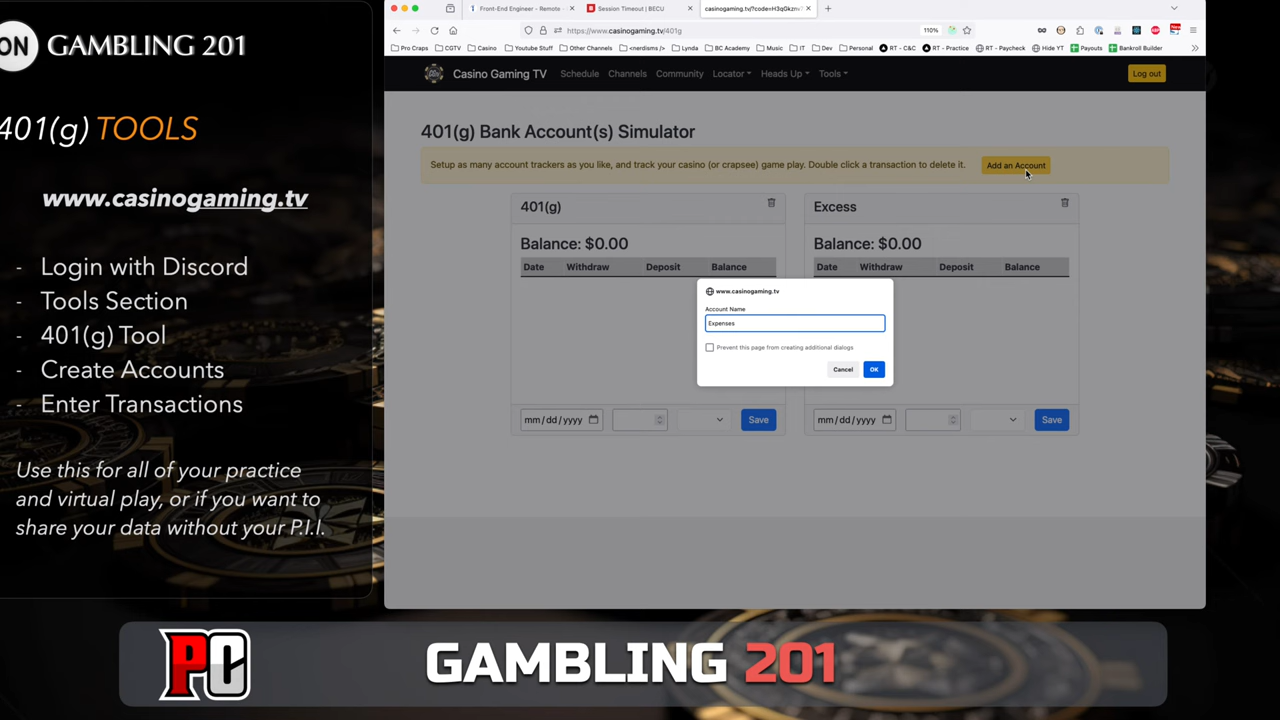 ON GAMBLING 201
401(g) TOOLS
www.casinogaming.tv
- Login with Discord
- Tools Section
- 401(g) Tool
- Create Accounts
- Enter Transactions
Use this for all of your practice
and virtual play, or if you want to
share your data without your P.I.I.
Front-End Engineer - Remote -
Session Timeout | BECU
casinogaming.tv/?code=H3qGkznv
https://www.casinogaming.tv/401g
110%
New
Pro Craps CGTV Casino Youtube Stuff Other Channels <nerdisms /> Lynda BC Academy Music IT Dev Personal RT - C&C RT - Practice RT - Paycheck Hide YT Payouts Bankroll Builder
Casino Gaming TV Schedule Channels Community Locator Heads Up Tools Log out
401(g) Bank Account(s) Simulator
Setup as many account trackers as you like, and track your casino (or crapsee) game play. Double click a transaction to delete it. Add an Account
401(g)
Balance: $0.00
Date Withdraw Deposit Balance
mm/dd/yyyy Save
Excess
Balance: $0.00
Date Withdraw Deposit Balance
mm/dd/yyyy Save
www.casinogaming.tv
Account Name
Expenses
Prevent this page from creating additional dialogs
Cancel OK
PC GAMBLING 201